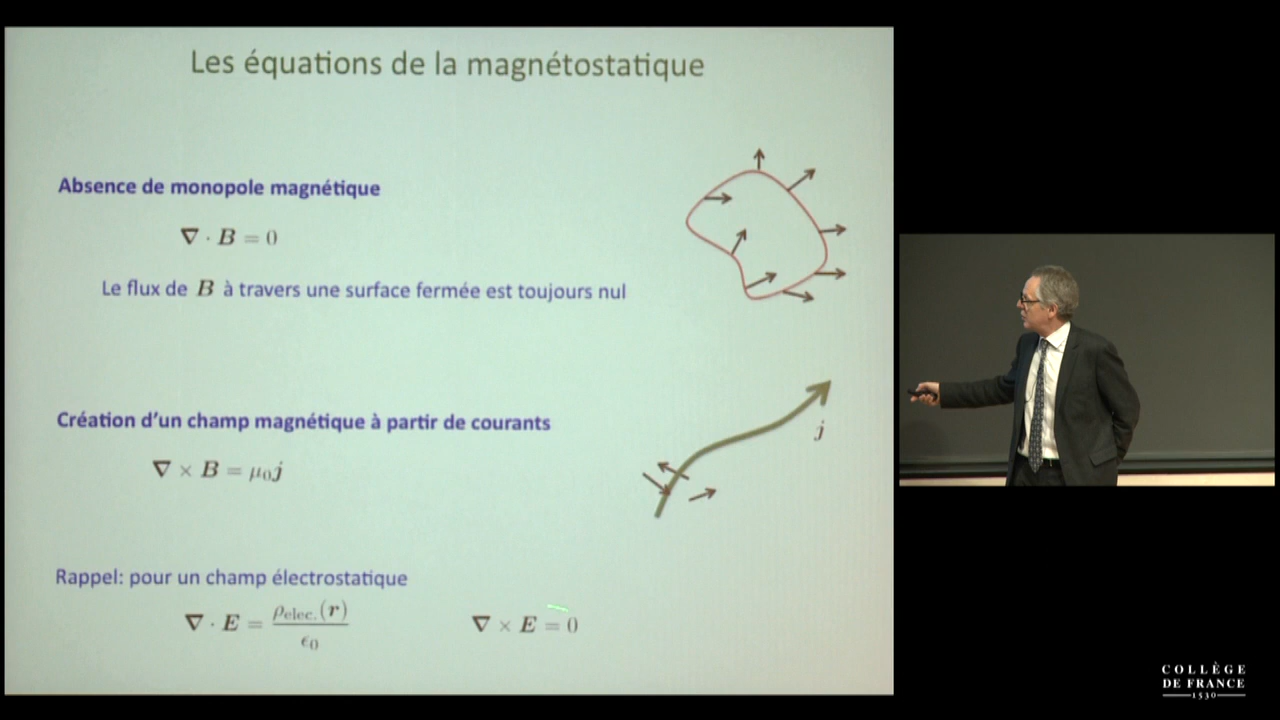 Les équations de la magnétostatique
Absence de monopole magnétique
∇ · B = 0
Le flux de B à travers une surface fermée est toujours nul
Création d'un champ magnétique à partir de courants
j
∇ × B = μ₀j
Rappel: pour un champ électrostatique
∇ · E = ρelec.(r) / ϵ₀
∇ × E = 0
COLLÈGE
DE FRANCE
1530